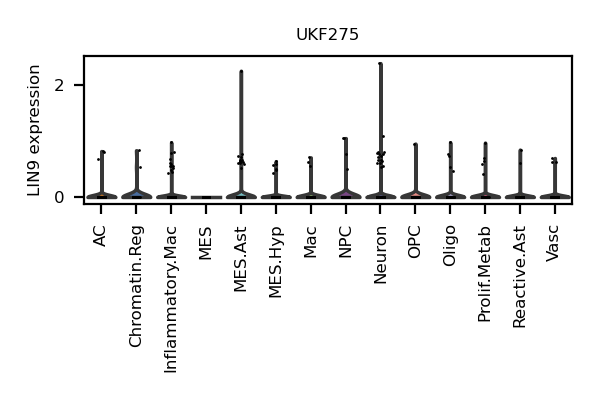 UKF275
LIN9 expression
2
0
AC
Chromatin.Reg
Inflammatory.Mac
MES
MES.Ast
MES.Hyp
Mac
NPC
Neuron
OPC
Oligo
Prolif.Metab
Reactive.Ast
Vasc